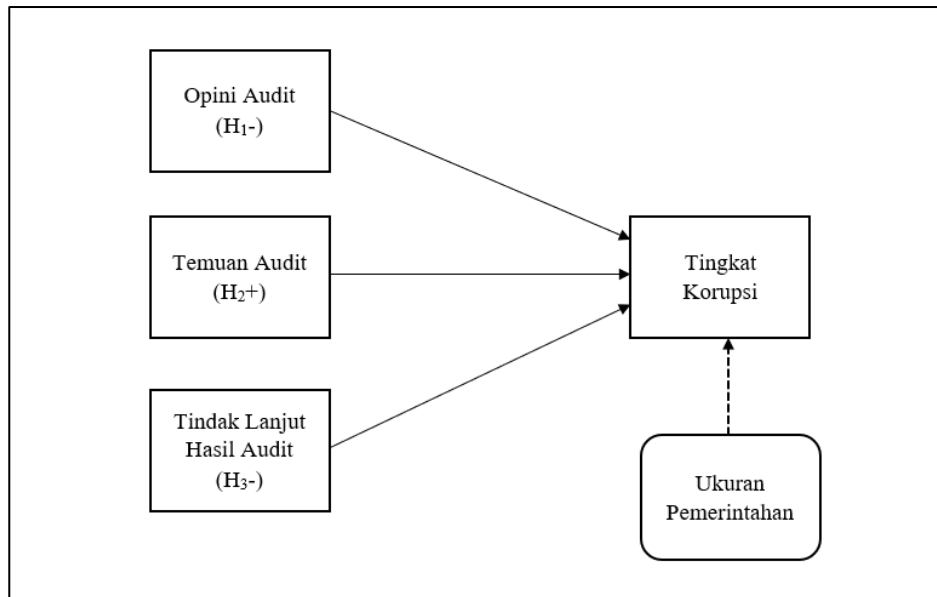 Opini Audit
(H₁-)
Temuan Audit
(H₂+)
Tindak Lanjut
Hasil Audit
(H₃-)
Tingkat
Korupsi
Ukuran
Pemerintahan